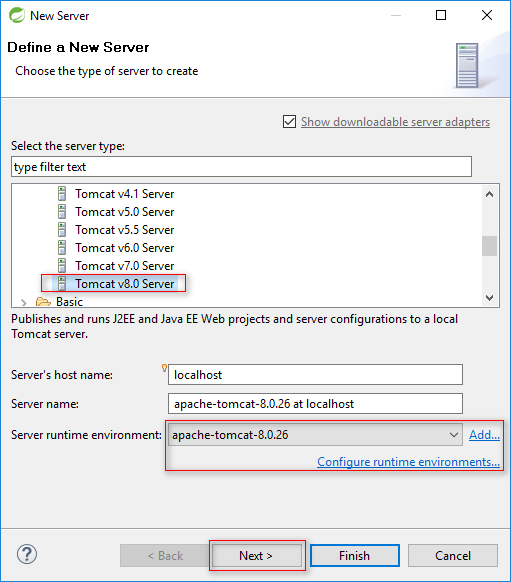 New Server
Define a New Server
Choose the type of server to create
Show downloadable server adapters
Select the server type:
type filter text
Tomcat v4.1 Server
Tomcat v5.0 Server
Tomcat v5.5 Server
Tomcat v6.0 Server
Tomcat v7.0 Server
Tomcat v8.0 Server
Basic
Publishes and runs J2EE and Java EE Web projects and server configurations to a local
Tomcat server.
Server's host name: localhost
Server name: apache-tomcat-8.0.26 at localhost
Server runtime environment: apache-tomcat-8.0.26 Add...
Configure runtime environments...
? < Back Next > Finish Cancel